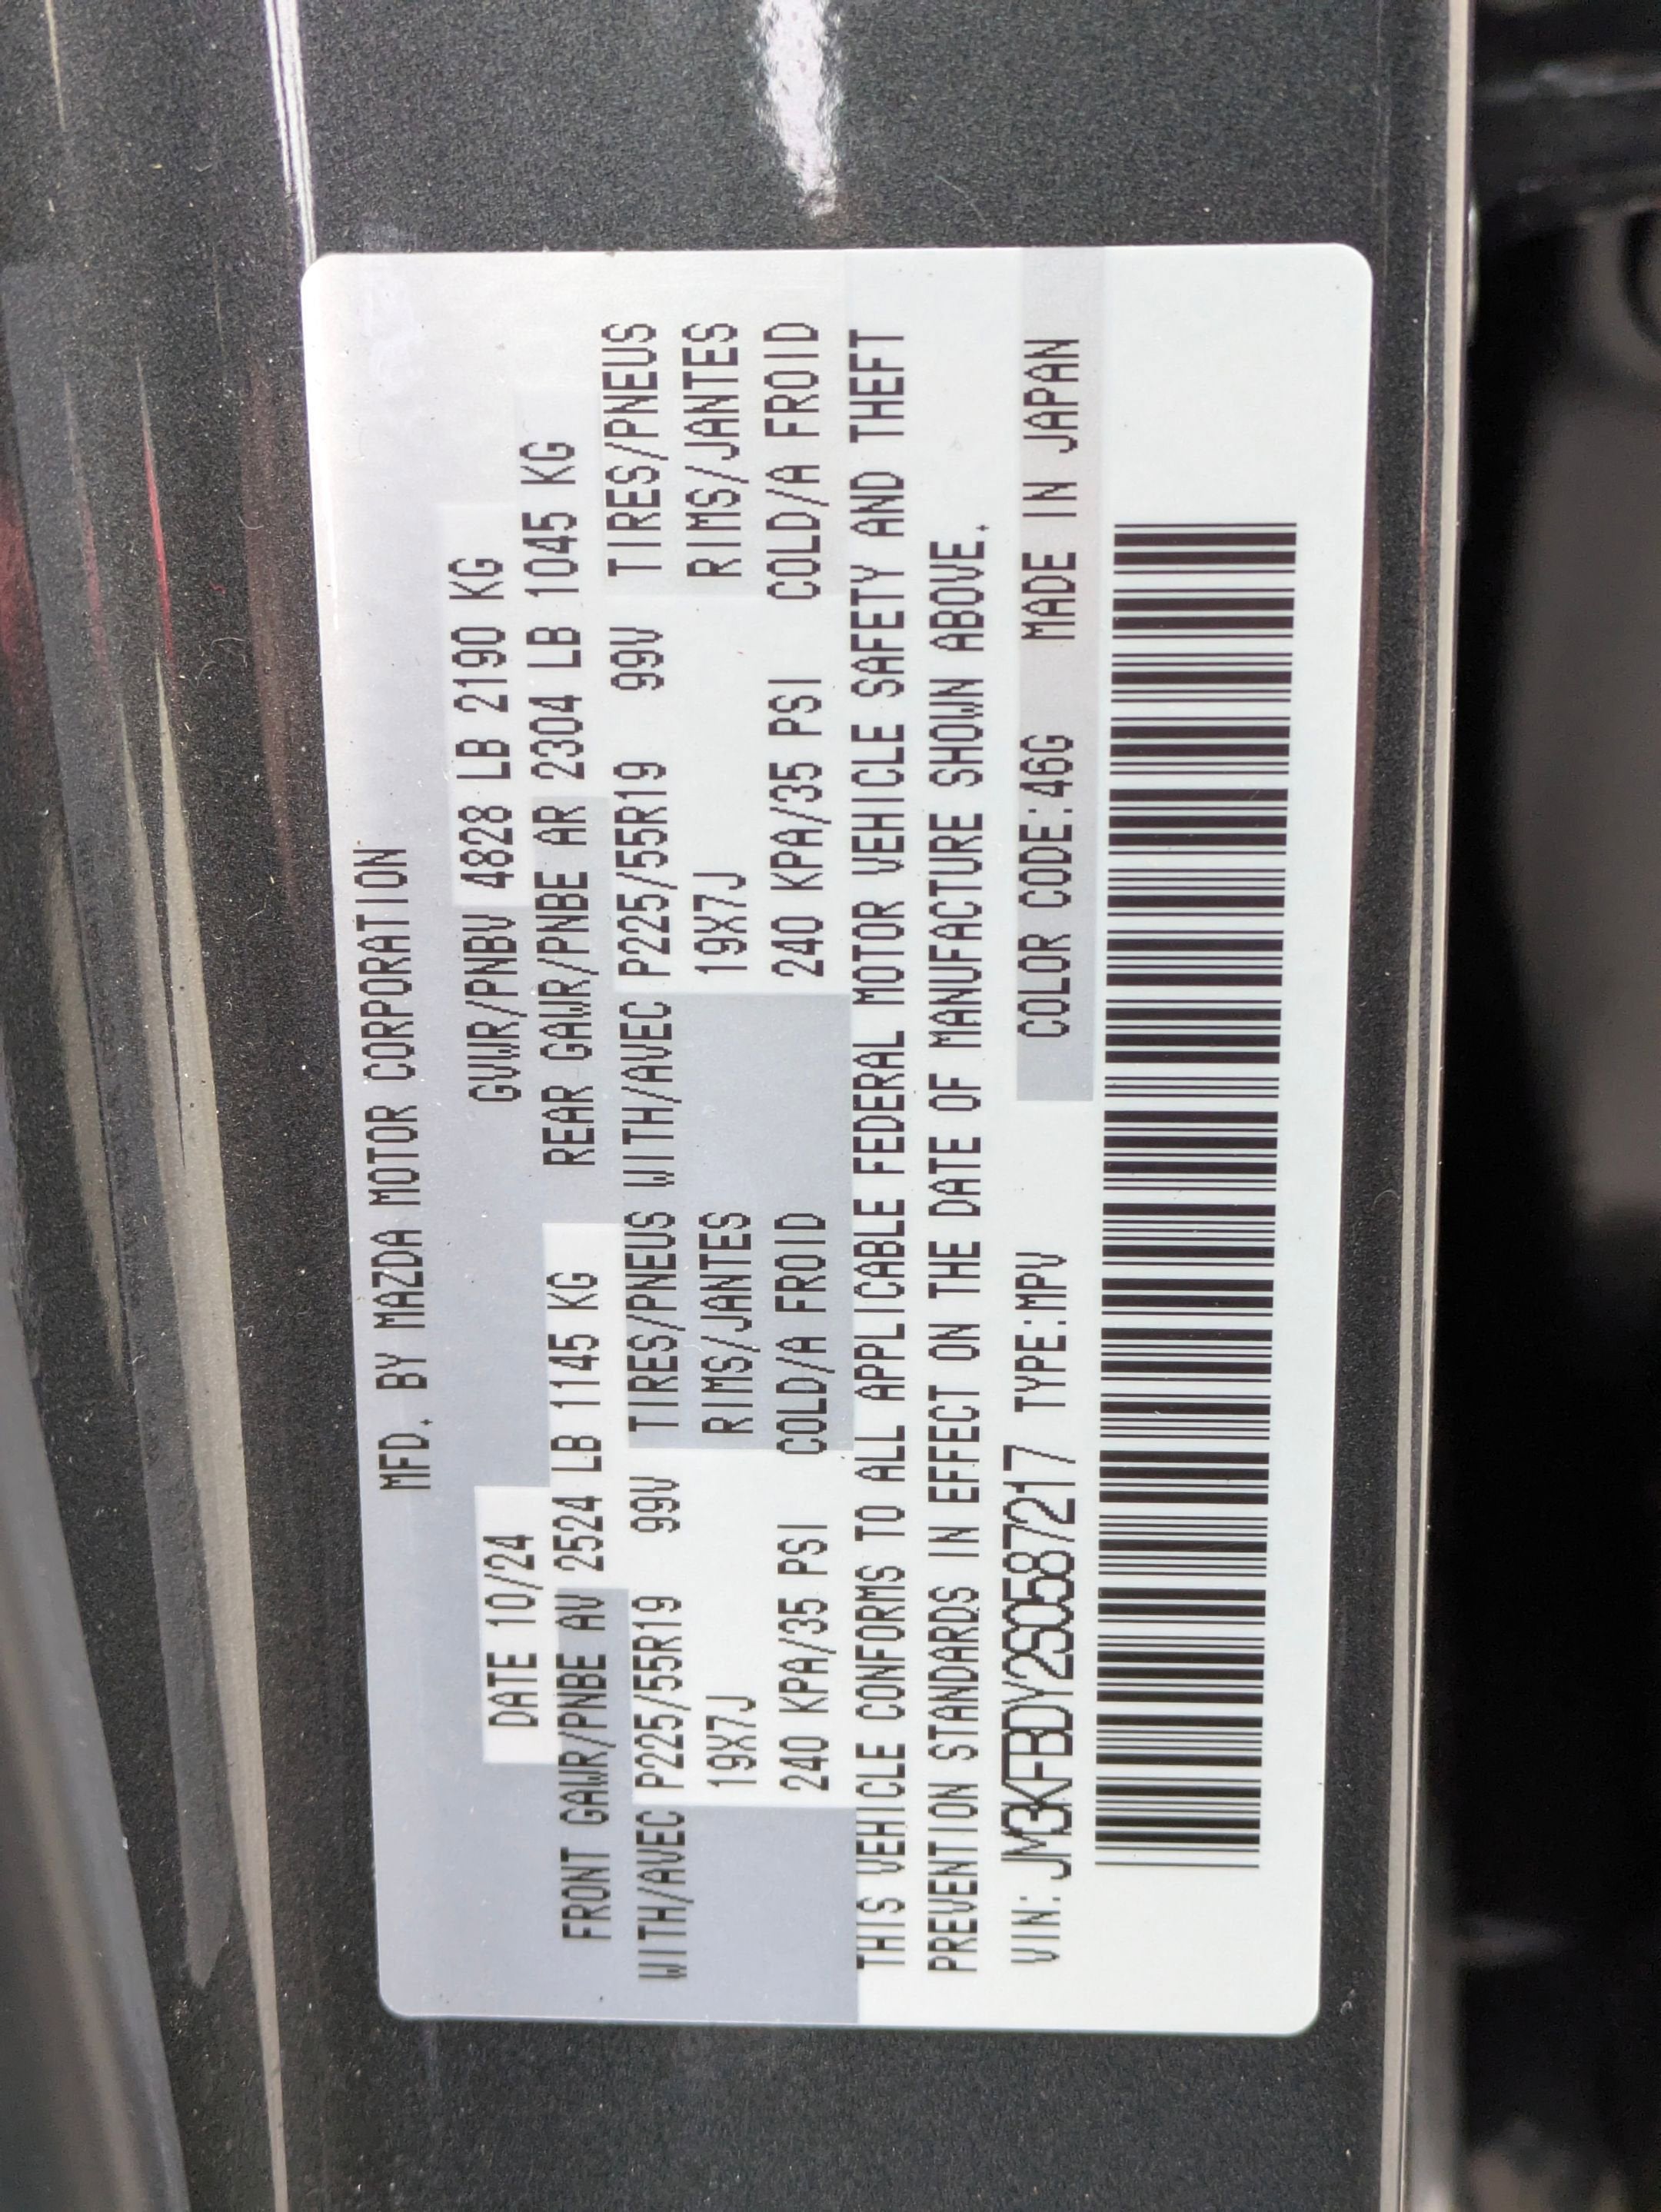 MFD. BY MAZDA MOTOR CORPORATION
DATE 10/24 GVWR/PNBV 4828 LB 2190 KG
FRONT GAWR/PNBE AV 2524 LB 1145 KG REAR GAWR/PNBE AR 2304 LB 1045 KG
WITH/AVEC P225/55R19 99V TIRES/PNEUS WITH/AVEC P225/55R19 99V TIRES/PNEUS
19X7J RIMS/JANTES 19X7J RIMS/JANTES
240 KPA/35 PSI COLD/A FROID 240 KPA/35 PSI COLD/A FROID
THIS VEHICLE CONFORMS TO ALL APPLICABLE FEDERAL MOTOR VEHICLE SAFETY AND THEFT
PREVENTION STANDARDS IN EFFECT ON THE DATE OF MANUFACTURE SHOWN ABOVE.
VIN: JM3KFBDY2S0587217 TYPE:MPV COLOR CODE:46G MADE IN JAPAN